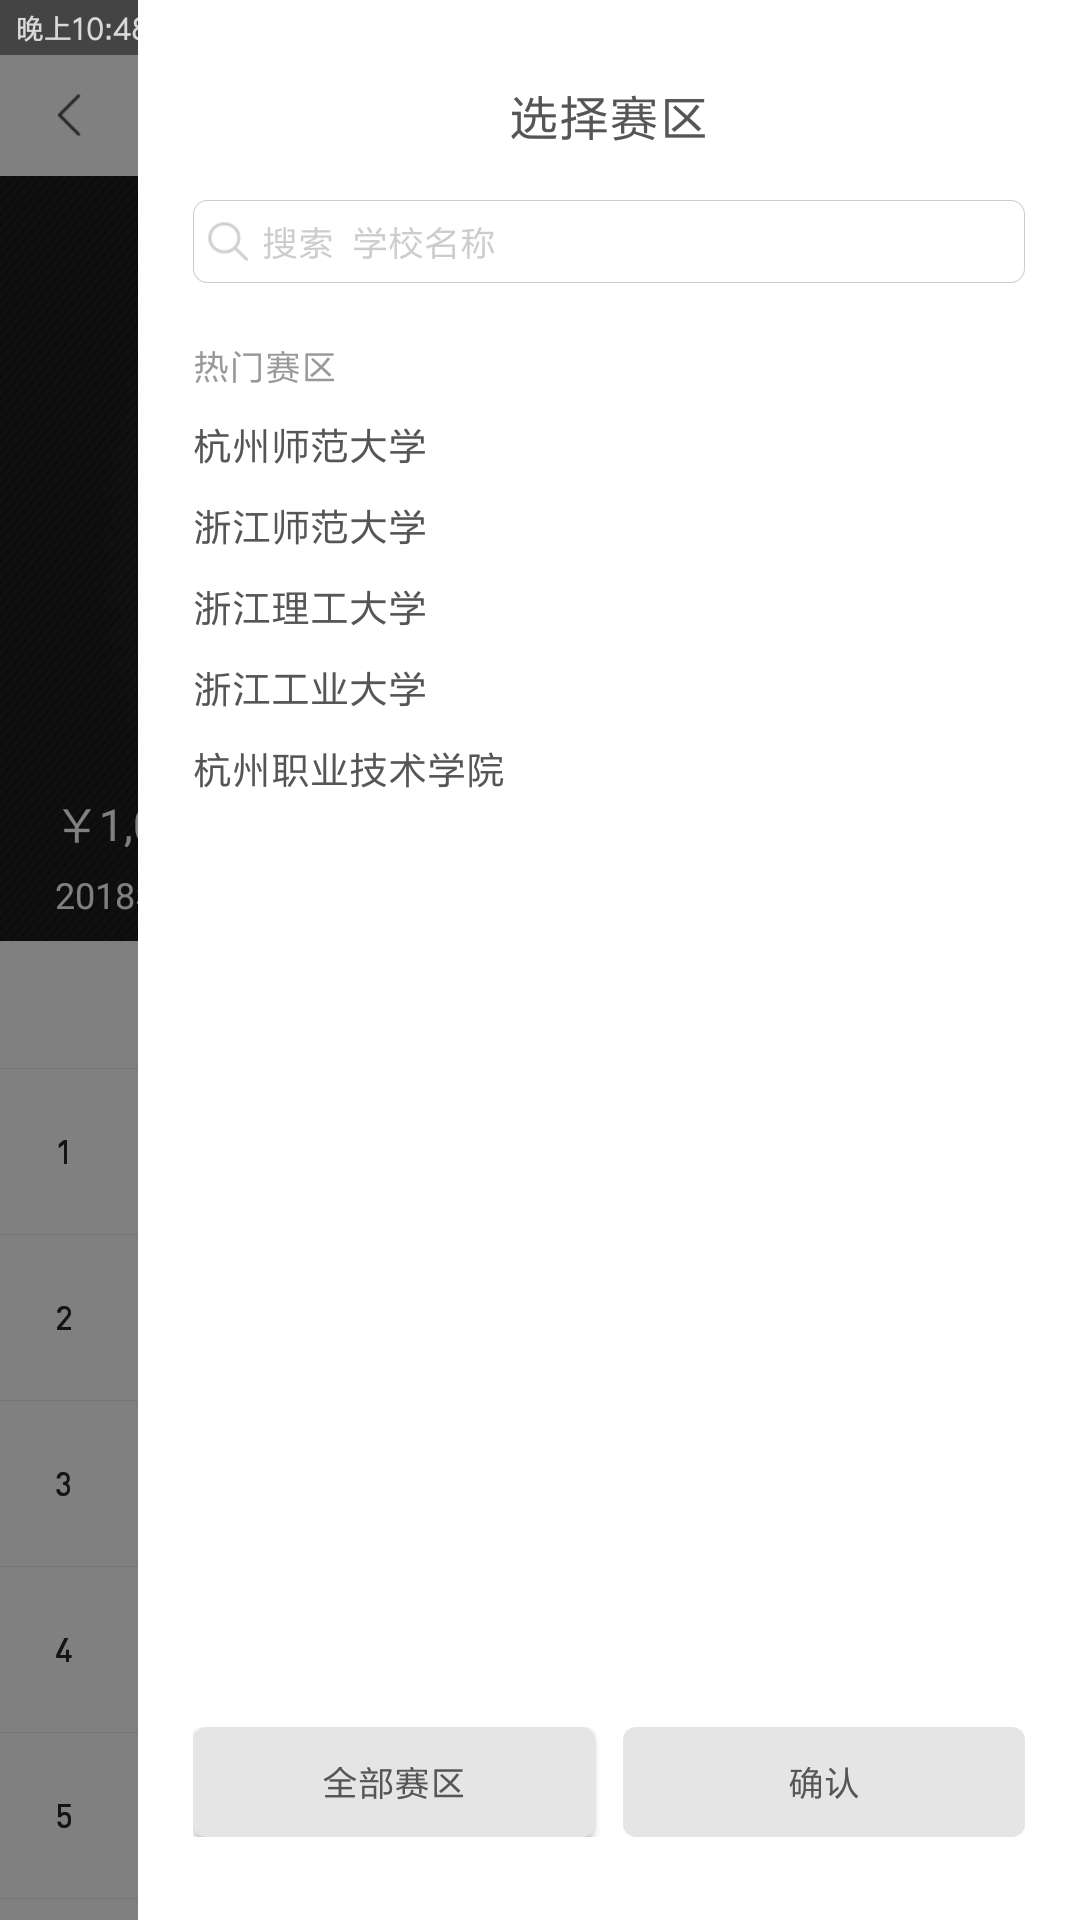 晚上10:48
选择赛区
搜索 学校名称
热门赛区
杭州师范大学
浙江师范大学
浙江理工大学
浙江工业大学
杭州职业技术学院
￥1,
2018
1
2
3
4
5
全部赛区
确认